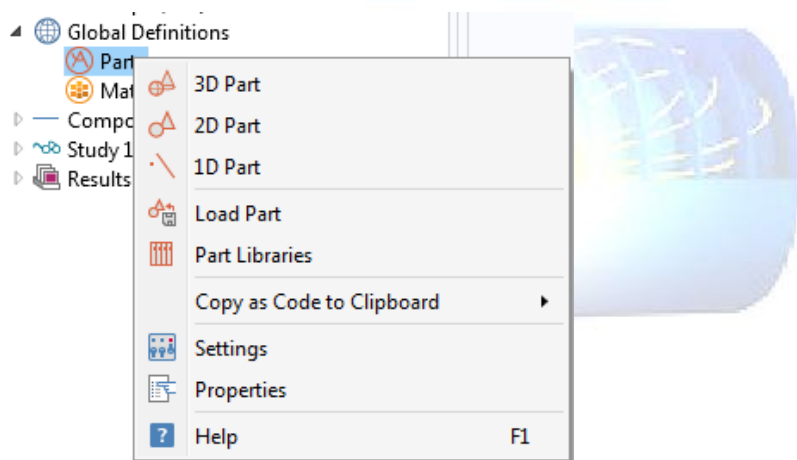 Global Definitions
Part
Mat
Compo
Study 1
Results
3D Part
2D Part
1D Part
Load Part
Part Libraries
Copy as Code to Clipboard
Settings
Properties
Help F1